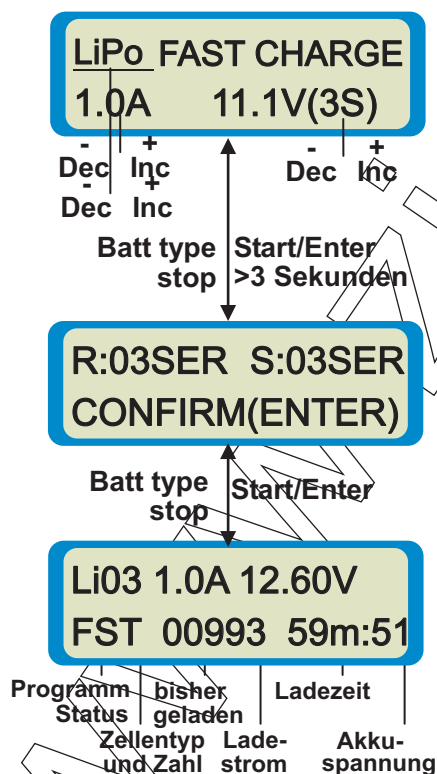 LiPo FAST CHARGE
1.0A 11.1V(3S)
- +
Dec Inc
- +
Dec Inc
- +
Dec Inc
Batt type Start/Enter
stop >3 Sekunden
R:03SER S:03SER
CONFIRM(ENTER)
Batt type Start/Enter
stop
Li03 1.0A 12.60V
FST 00993 59m:51
Programm bisher Ladezeit
Status geladen
Zellentyp Lade- Akku-
und Zahl strom spannung